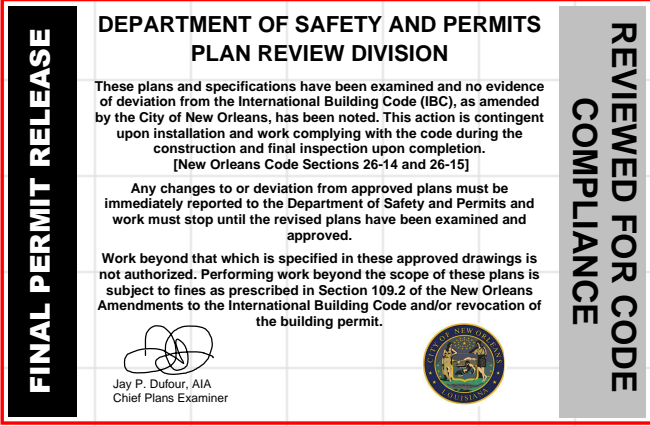 FINAL PERMIT RELEASE
DEPARTMENT OF SAFETY AND PERMITS
PLAN REVIEW DIVISION
These plans and specifications have been examined and no evidence
of deviation from the International Building Code (IBC), as amended
by the City of New Orleans, has been noted. This action is contingent
upon installation and work complying with the code during the
construction and final inspection upon completion.
[New Orleans Code Sections 26-14 and 26-15]
Any changes to or deviation from approved plans must be
immediately reported to the Department of Safety and Permits and
work must stop until the revised plans have been examined and
approved.
Work beyond that which is specified in these approved drawings is
not authorized. Performing work beyond the scope of these plans is
subject to fines as prescribed in Section 109.2 of the New Orleans
Amendments to the International Building Code and/or revocation of
the building permit.
Jay P. Dufour, AIA
Chief Plans Examiner
CITY OF NEW ORLEANS
LOUISIANA
REVIEWED FOR CODE
COMPLIANCE